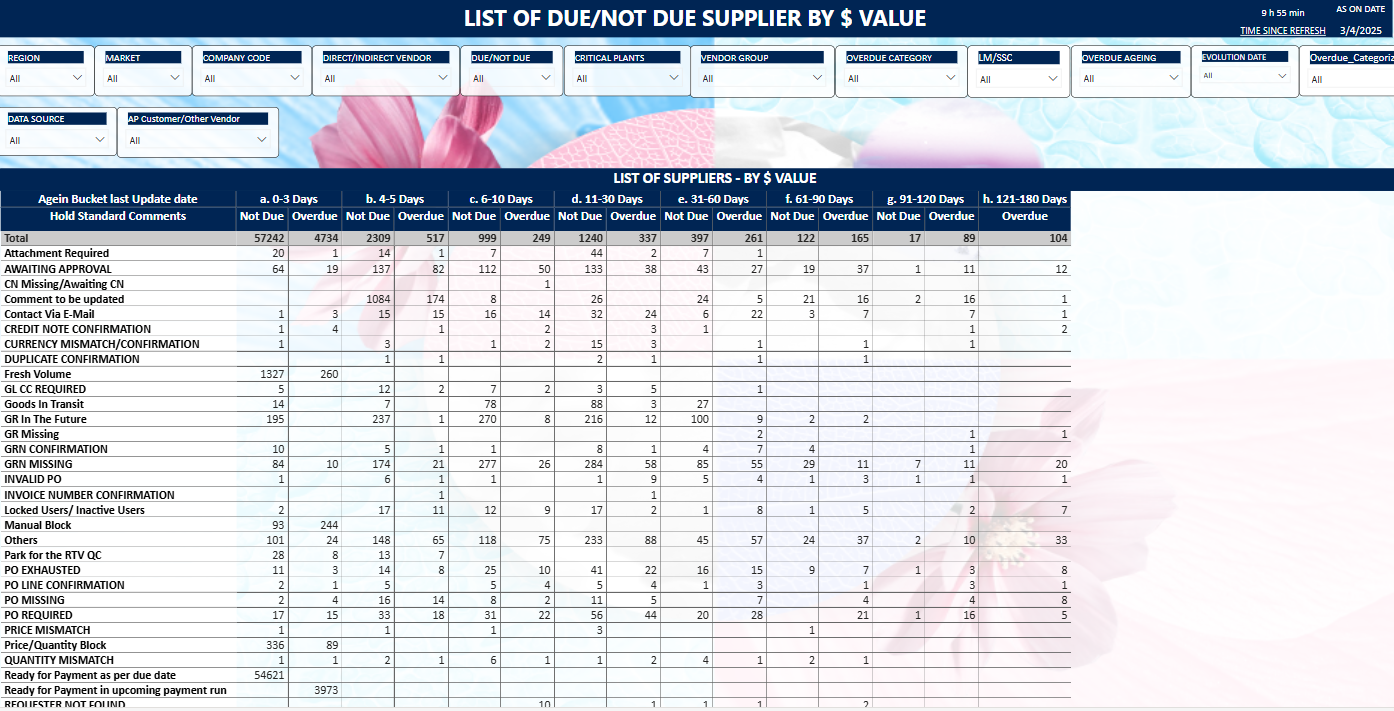 LIST OF DUE/NOT DUE SUPPLIER BY $ VALUE
9 h 55 min AS ON DATE
TIME SINCE REFRESH 3/4/2025
REGION MARKET COMPANY CODE DIRECT/INDIRECT VENDOR DUE/NOT DUE CRITICAL PLANTS VENDOR GROUP OVERDUE CATEGORY LM/SSC OVERDUE AGEING EVOLUTION DATE Overdue_Categoriz
All All All All All All All All All All All All
DATA SOURCE AP Customer/Other Vendor
All All
LIST OF SUPPLIERS - BY $ VALUE
Agein Bucket last Update date a. 0-3 Days b. 4-5 Days c. 6-10 Days d. 11-30 Days e. 31-60 Days f. 61-90 Days g. 91-120 Days h. 121-180 Days
Hold Standard Comments Not Due Overdue Not Due Overdue Not Due Overdue Not Due Overdue Not Due Overdue Not Due Overdue Not Due Overdue Overdue
Total 57242 4734 2309 517 999 249 1240 337 397 261 122 165 17 89 104
Attachment Required 20 1 14 1 7 44 2 7 1
AWAITING APPROVAL 64 19 137 82 112 50 133 38 43 27 19 37 1 11 12
CN Missing/Awaiting CN 1
Comment to be updated 1084 174 8 26 24 5 21 16 2 16 1
Contact Via E-Mail 1 3 15 15 16 14 32 24 6 22 3 7 7 1
CREDIT NOTE CONFIRMATION 1 4 1 2 3 1 1 2
CURRENCY MISMATCH/CONFIRMATION 1 3 1 2 15 3 1 1 1
DUPLICATE CONFIRMATION 1 1 2 1 1 1
Fresh Volume 1327 260
GL CC REQUIRED 5 12 2 7 2 3 5 1
Goods In Transit 14 7 78 88 3 27
GR In The Future 195 237 1 270 8 216 12 100 9 2 2
GR Missing 2 1 1
GRN CONFIRMATION 10 5 1 1 8 1 4 7 4 1
GRN MISSING 84 10 174 21 277 26 284 58 85 55 29 11 7 11 20
INVALID PO 1 6 1 1 1 9 5 4 1 3 1 1 1
INVOICE NUMBER CONFIRMATION 1 1
Locked Users/ Inactive Users 2 17 11 12 9 17 2 1 8 1 5 2 7
Manual Block 93 244
Others 101 24 148 65 118 75 233 88 45 57 24 37 2 10 33
Park for the RTV QC 28 8 13 7
PO EXHAUSTED 11 3 14 8 25 10 41 22 16 15 9 7 1 3 8
PO LINE CONFIRMATION 2 1 5 5 4 5 4 1 3 1 3 1
PO MISSING 2 4 16 14 8 2 11 5 7 4 4 8
PO REQUIRED 17 15 33 18 31 22 56 44 20 28 21 1 16 5
PRICE MISMATCH 1 1 1 3 1
Price/Quantity Block 336 89
QUANTITY MISMATCH 1 1 2 1 6 1 1 2 4 1 2 1
Ready for Payment as per due date 54621
Ready for Payment in upcoming payment run 3973
REQUESTER NOT FOUND 10 1 1 1 2